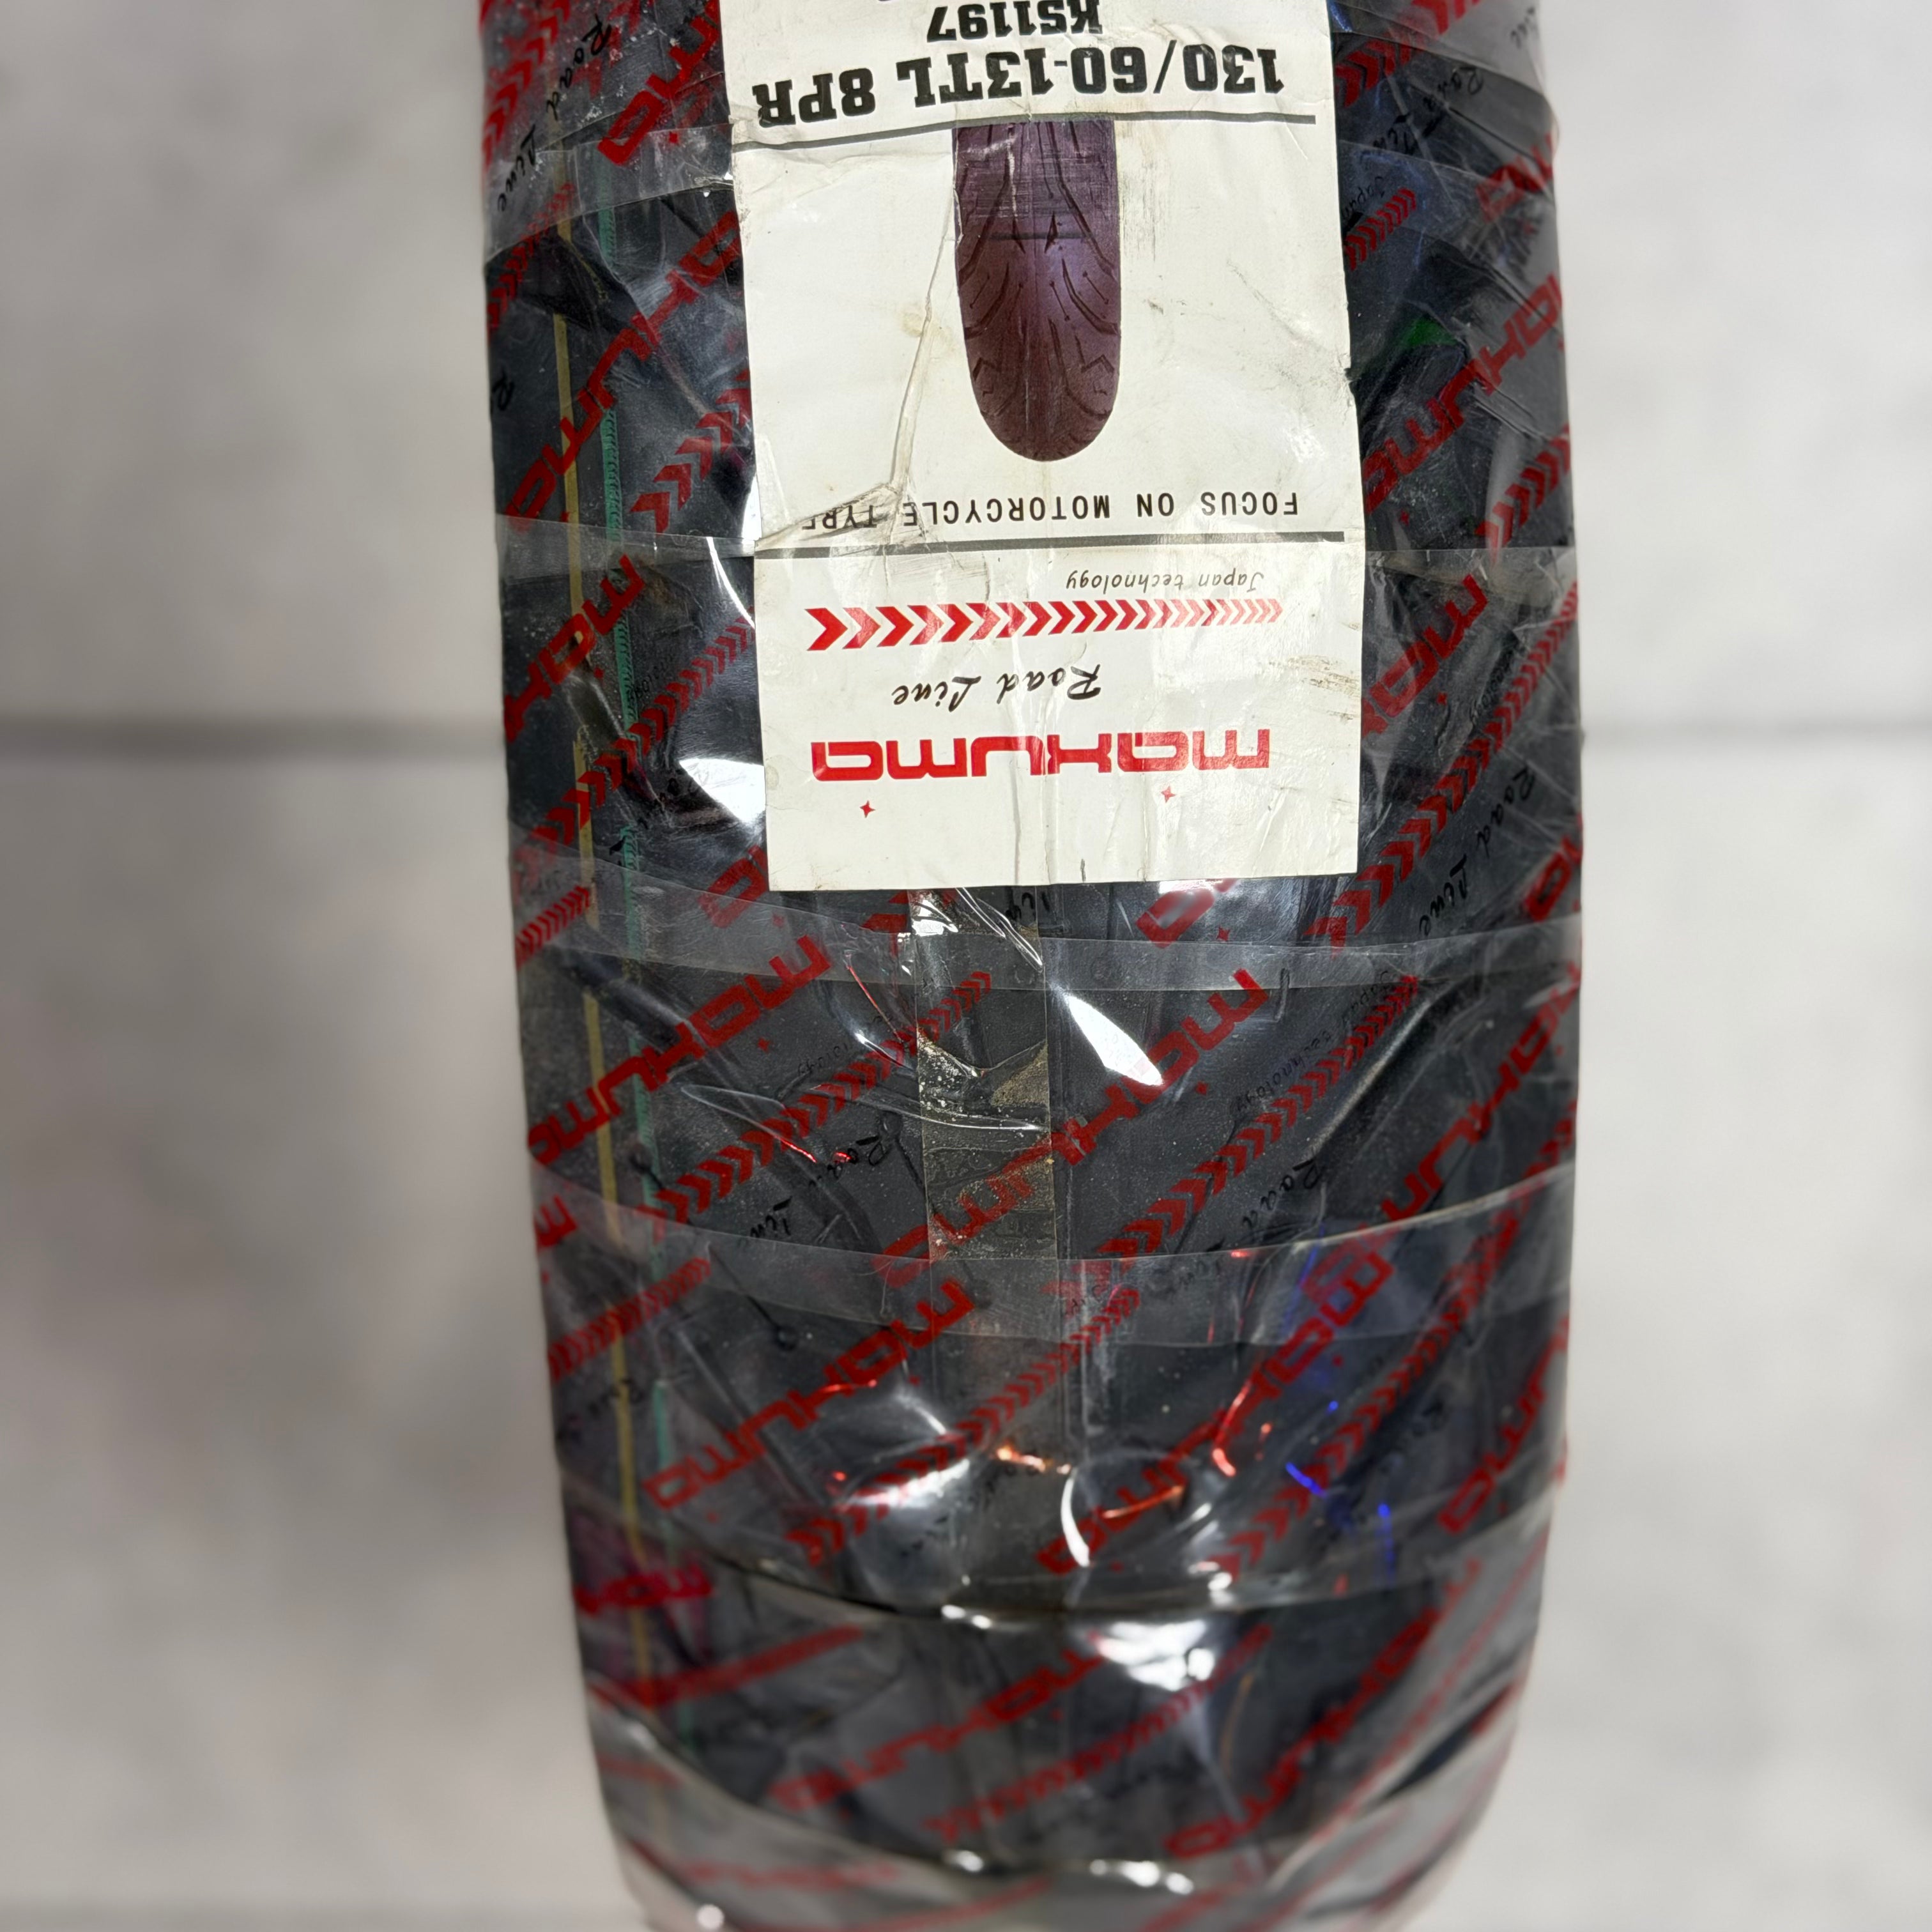 maxuma
Road Line
Japan technology
FOCUS ON MOTORCYCLE TYRE
130/60-13TL 8PR
KS1197